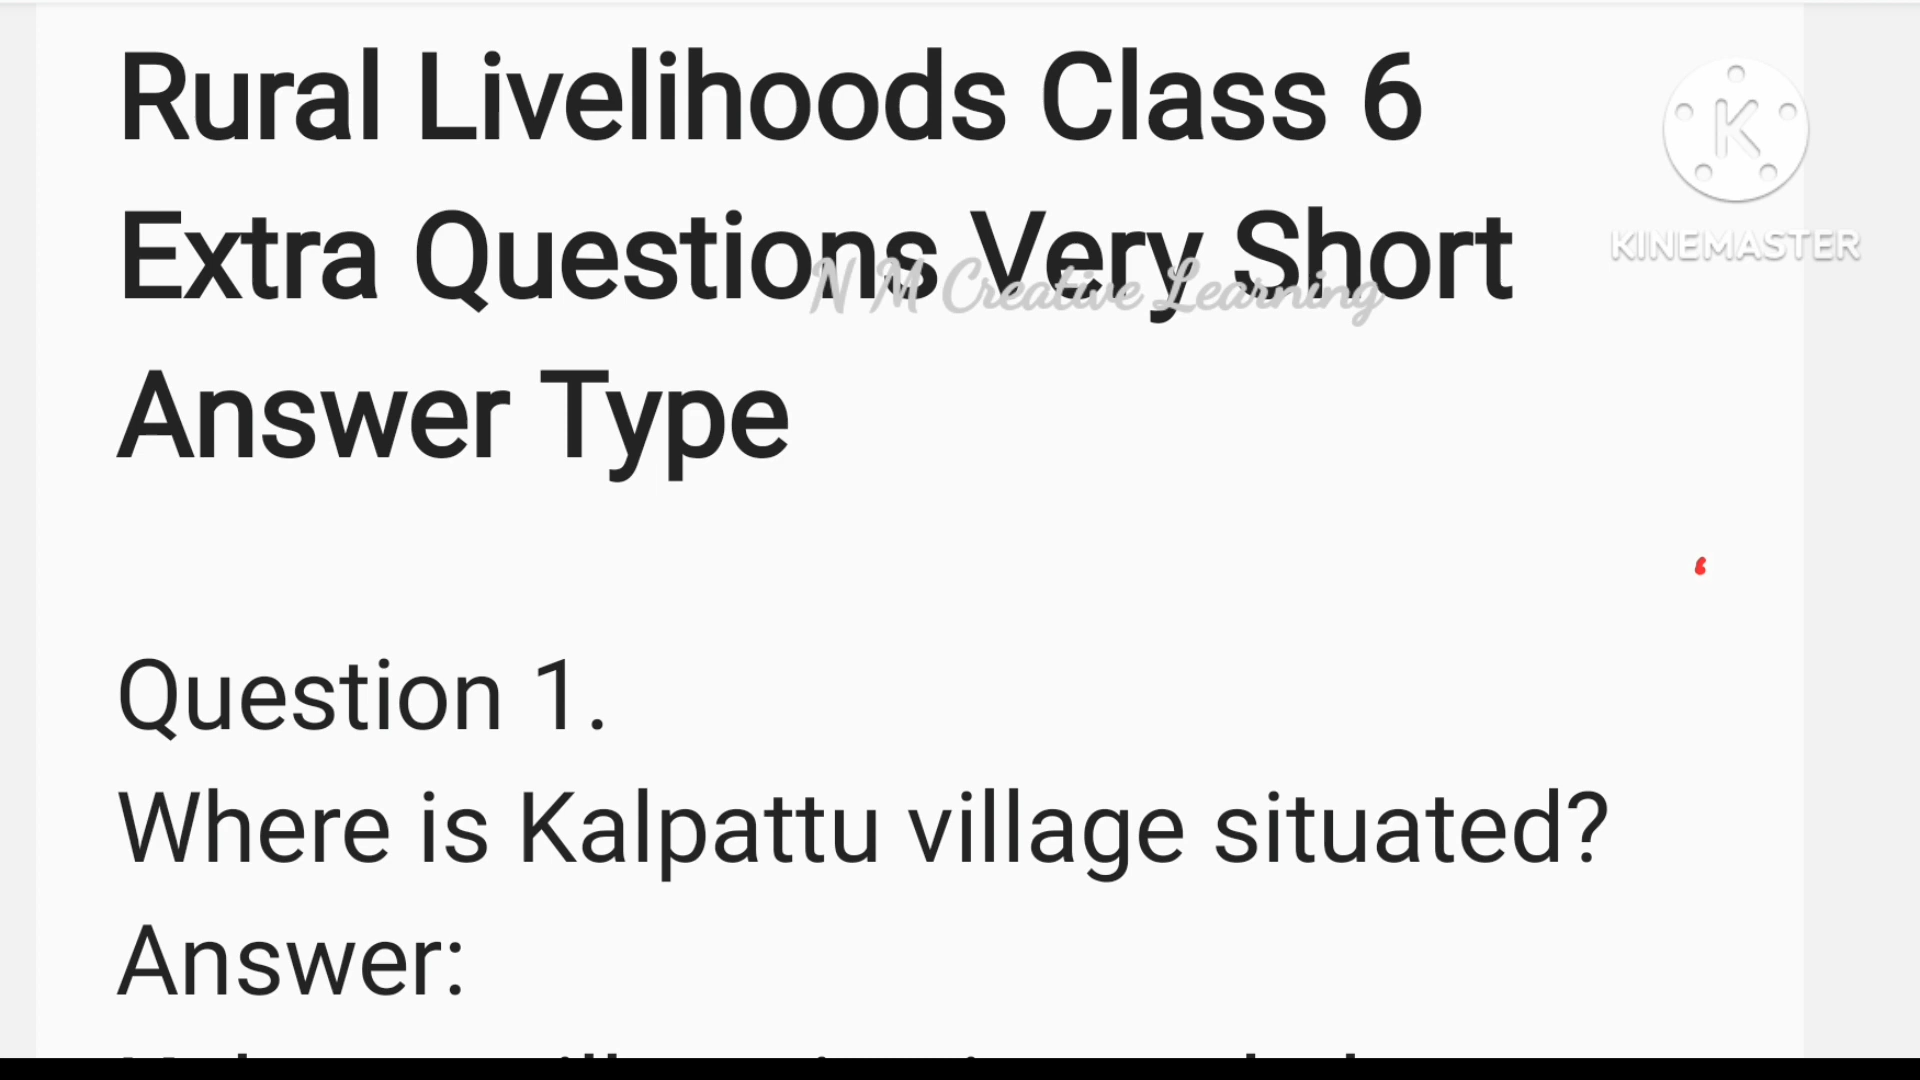 Rural Livelihoods Class 6
Extra Questions Very Short
Answer Type
N M Creative Learning
K
KINEMASTER
Question 1.
Where is Kalpattu village situated?
Answer: